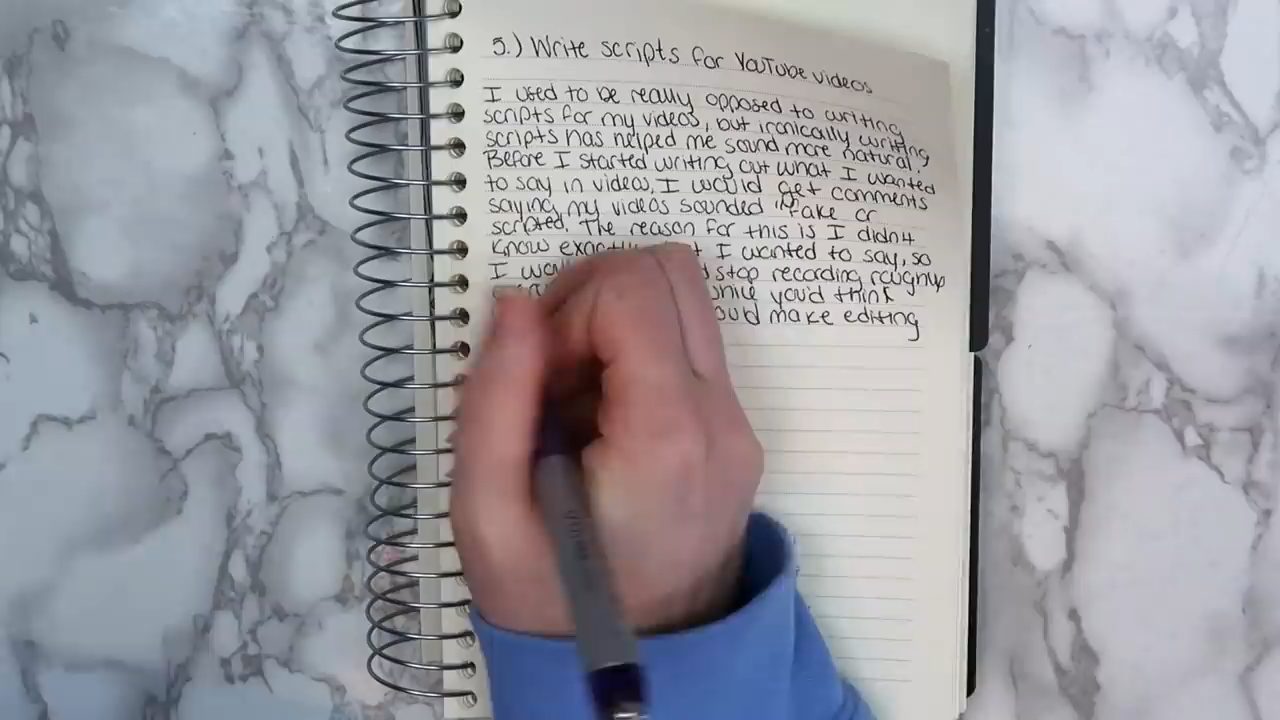 5.) Write scripts for YouTube videos
I used to be really opposed to writing
scripts for my videos, but ironically writing
scripts has helped me sound more natural.
Before I started writing out what I wanted
to say in videos, I would get comments
saying my videos sounded fake or
scripted. The reason for this is I didn't
know exactly I wanted to say, so
I stop recording roughly
you'd think
make editing